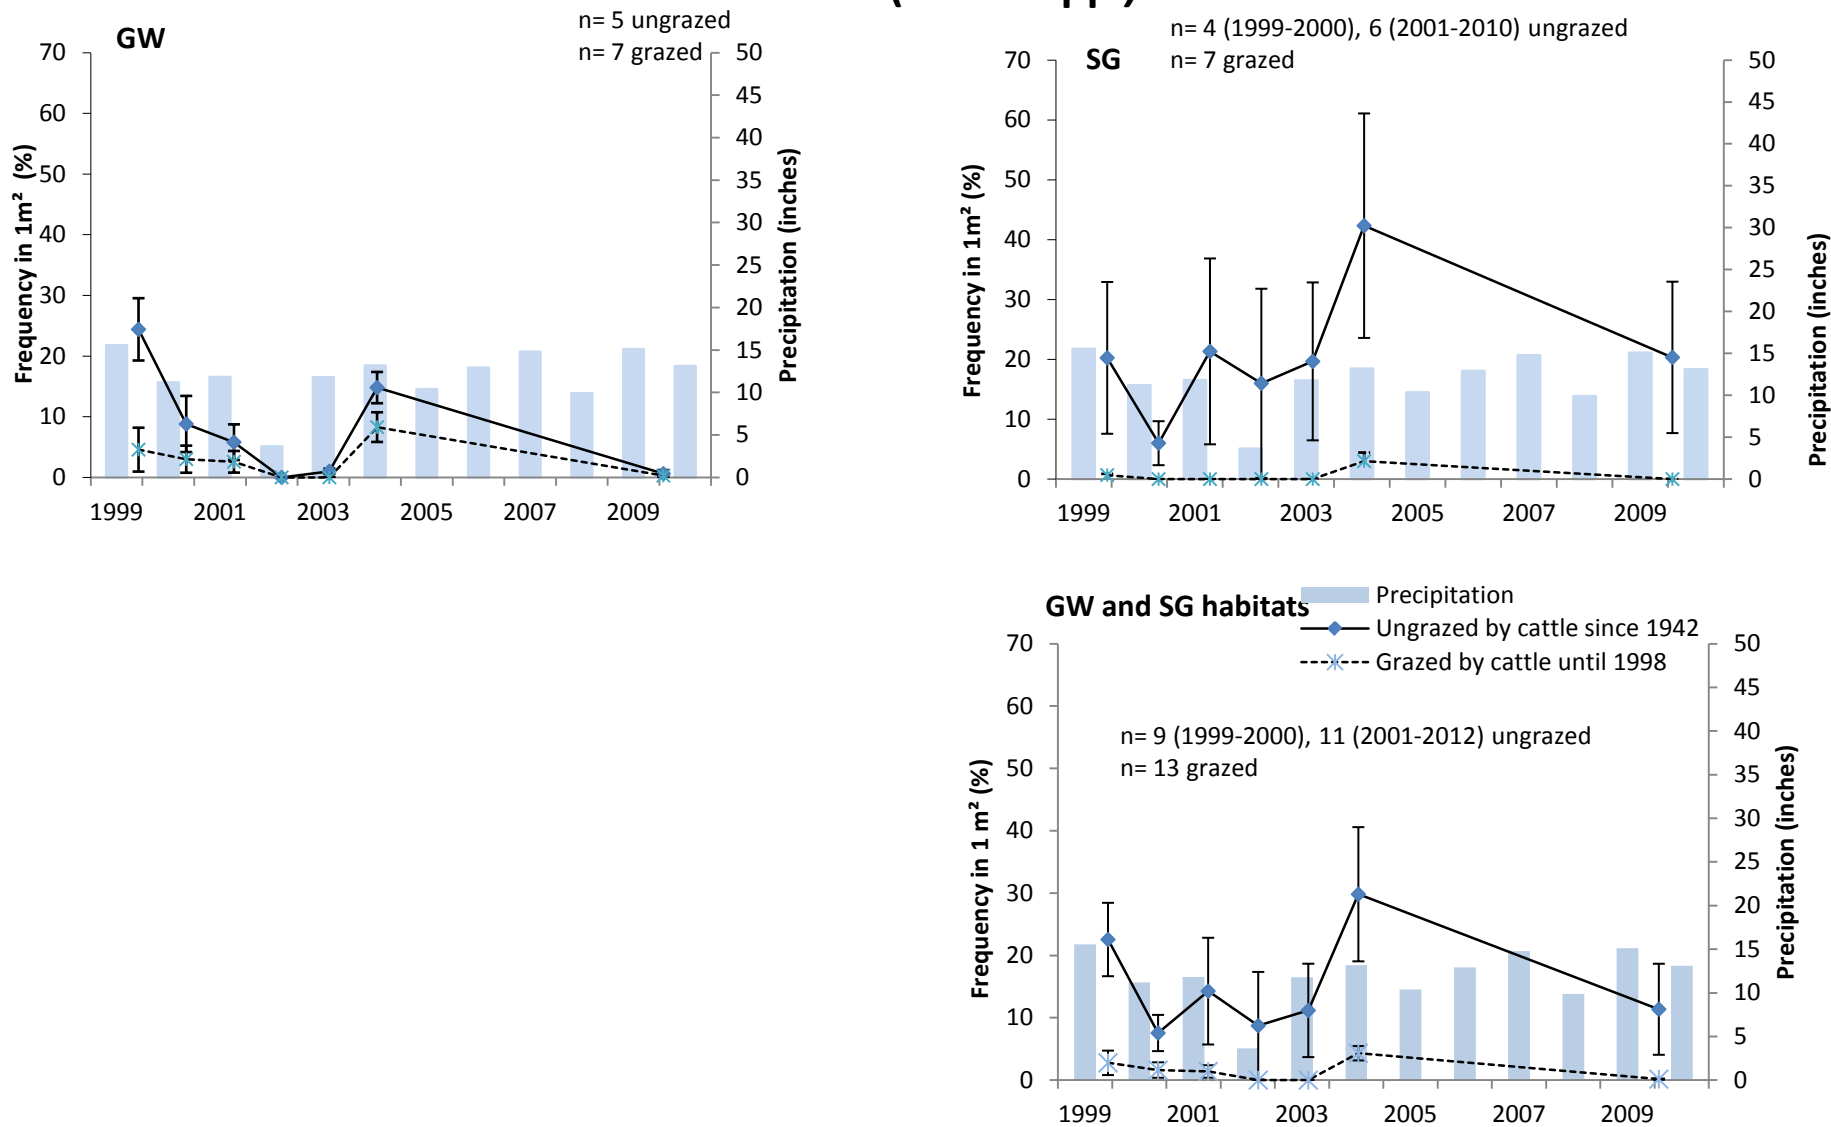 GW
n= 5 ungrazed
n= 7 grazed
70
60
50
40
30
20
10
0
Frequency in 1m² (%)
50
45
40
35
30
25
20
15
10
5
0
Precipitation (inches)
1999 2001 2003 2005 2007 2009
SG
n= 4 (1999-2000), 6 (2001-2010) ungrazed
n= 7 grazed
70
60
50
40
30
20
10
0
Frequency in 1m² (%)
50
45
40
35
30
25
20
15
10
5
0
Precipitation (inches)
1999 2001 2003 2005 2007 2009
GW and SG habitats
Precipitation
Ungrazed by cattle since 1942
Grazed by cattle until 1998
n= 9 (1999-2000), 11 (2001-2012) ungrazed
n= 13 grazed
70
60
50
40
30
20
10
0
Frequency in 1 m² (%)
50
45
40
35
30
25
20
15
10
5
0
Precipitation (inches)
1999 2001 2003 2005 2007 2009